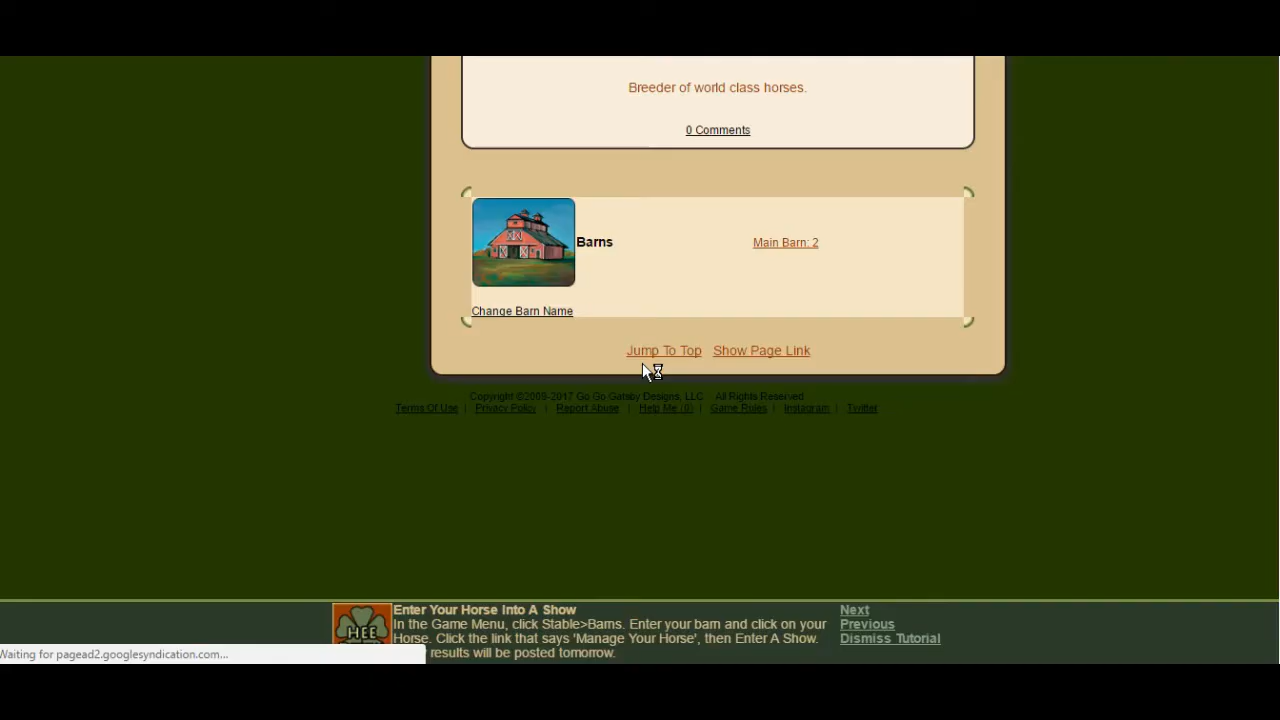 Breeder of world class horses.
0 Comments
Barns
Main Barn: 2
Change Barn Name
Jump To Top Show Page Link
Copyright ©2009-2017 Go Go Gatsby Designs, LLC All Rights Reserved
Terms Of Use | Privacy Policy | Report Abuse | Help Me (0) | Game Rules | Instagram | Twitter
Enter Your Horse Into A Show
In the Game Menu, click Stable>Barns. Enter your barn and click on your
Horse. Click the link that says 'Manage Your Horse', then Enter A Show.
results will be posted tomorrow.
Next
Previous
Dismiss Tutorial
HEE
Waiting for pagead2.googlesyndication.com...